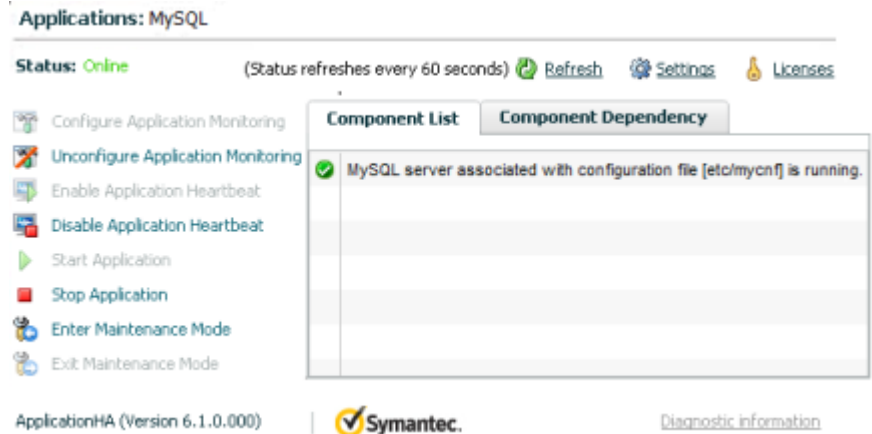 Applications: MySQL
Status: Online (Status refreshes every 60 seconds) Refresh Settings Licenses
Component List Component Dependency
Configure Application Monitoring
Unconfigure Application Monitoring
Enable Application Heartbeat
Disable Application Heartbeat
Start Application
Stop Application
Enter Maintenance Mode
Exit Maintenance Mode
MySQL server associated with configuration file [etc/mycnf] is running.
ApplicationHA (Version 6.1.0.000) Symantec. Diagnostic information